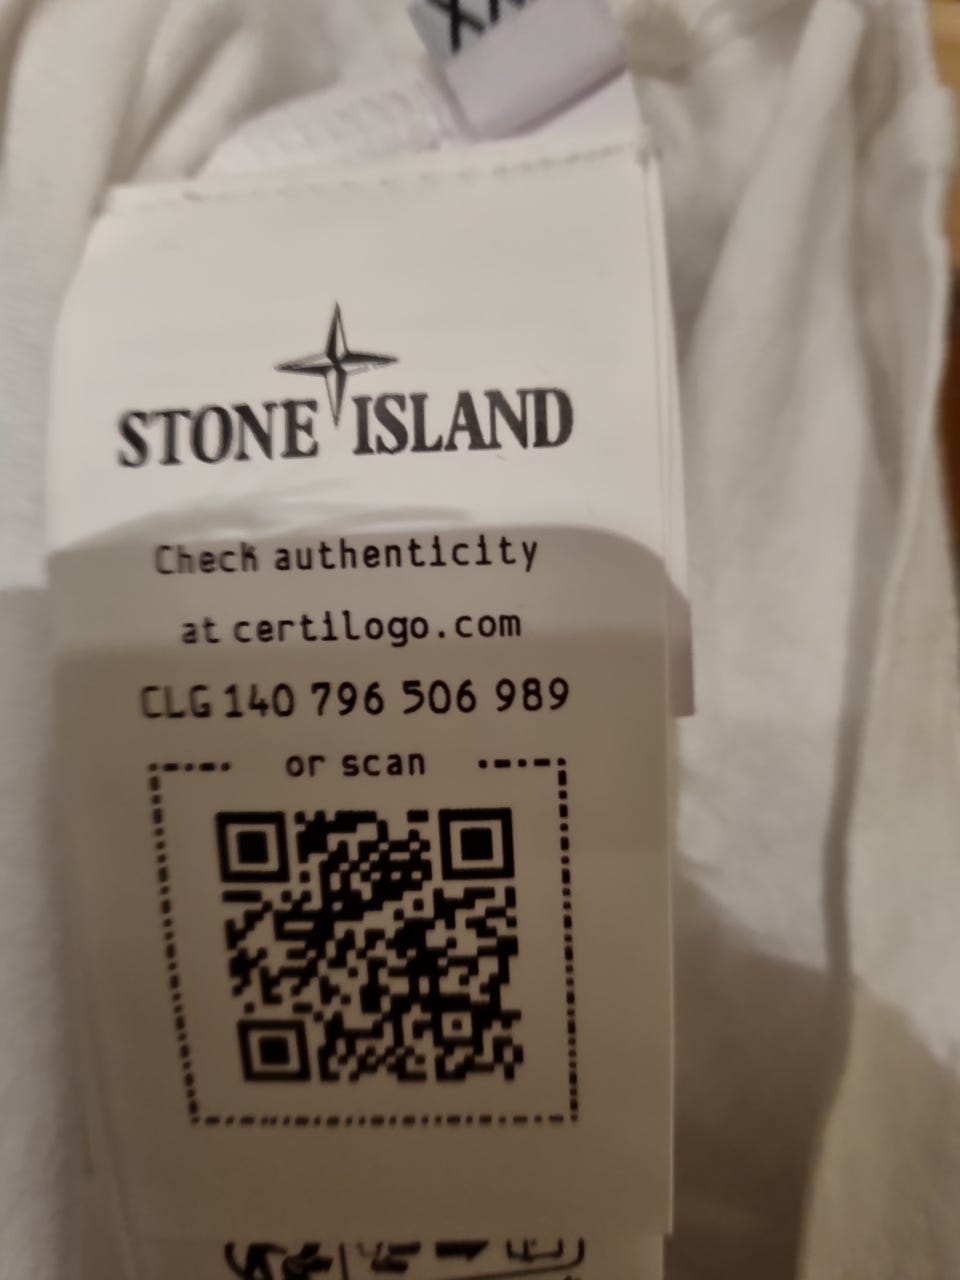 STONE ISLAND
Check authenticity
at certilogo.com
CLG 140 796 506 989
or scan